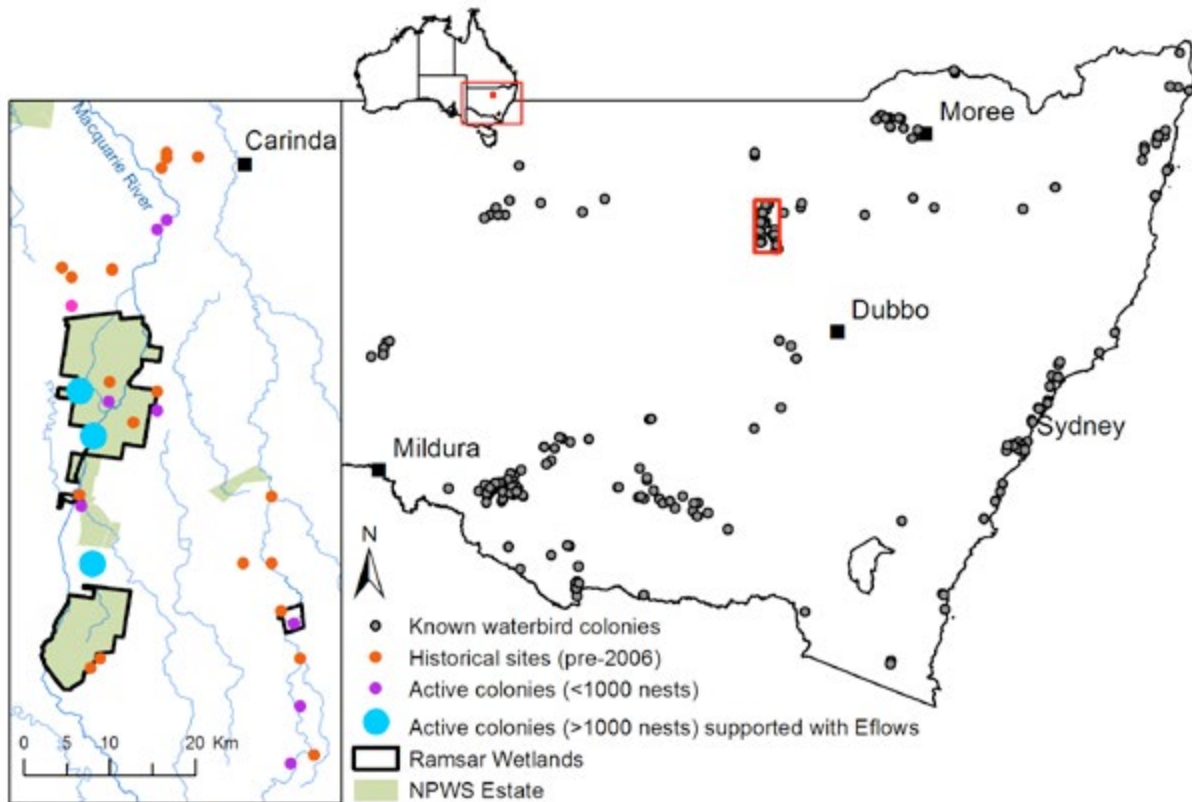 Macquarie River
Carinda
Moree
Dubbo
Mildura
Sydney
N
Known waterbird colonies
Historical sites (pre-2006)
Active colonies (<1000 nests)
Active colonies (>1000 nests) supported with Eflows
Ramsar Wetlands
NPWS Estate
0 5 10 20 Km